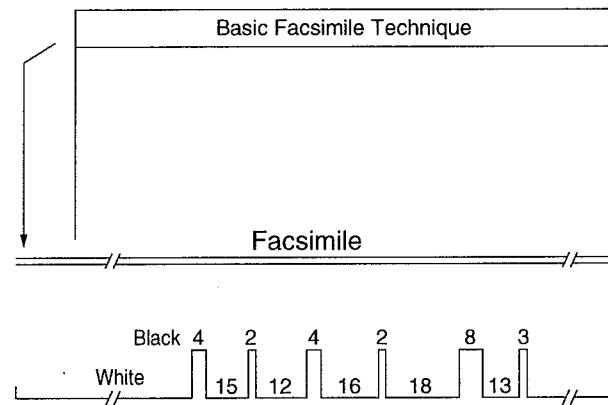 Basic Facsimile Technique
Facsimile
Black 4 2 4 2 8 3
White 15 12 16 18 13